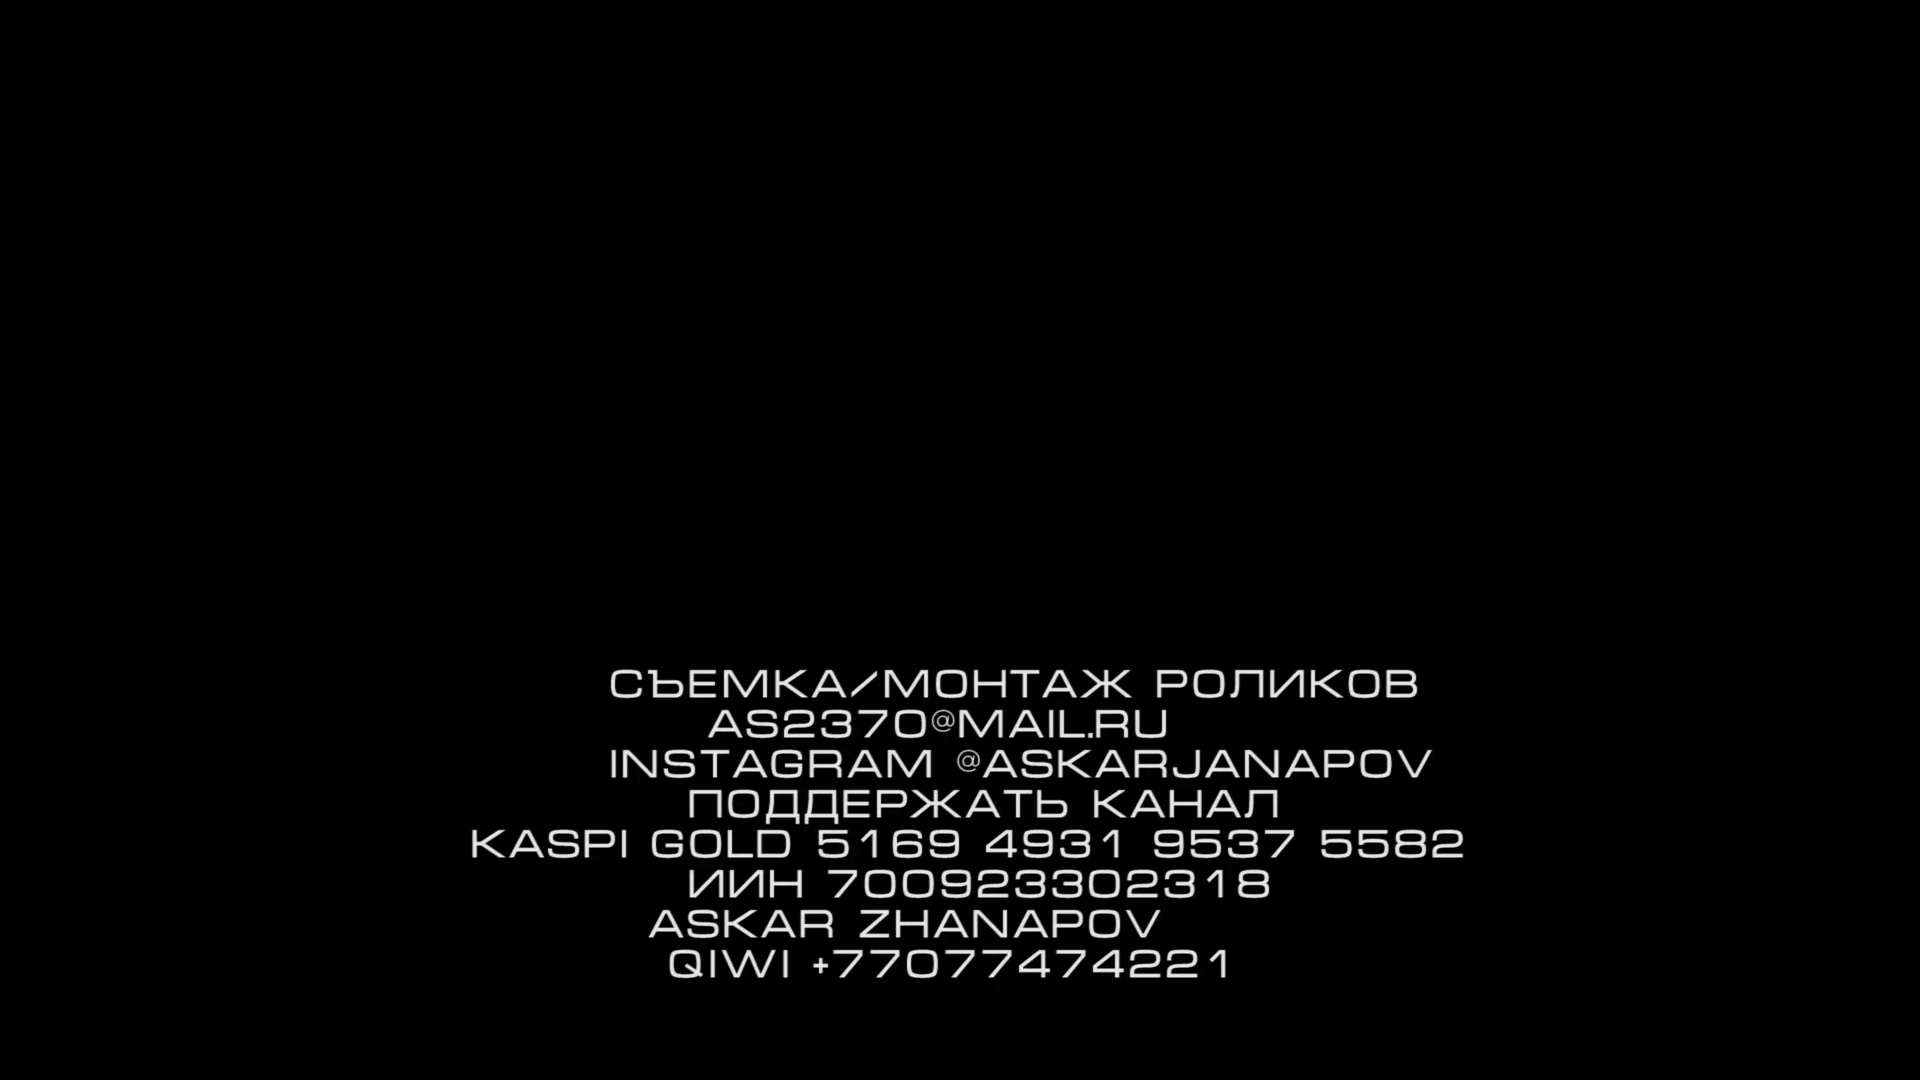 СЪЕМКА/МОНТАЖ РОЛИКОВ
AS2370@MAIL.RU
INSTAGRAM @ASKARJANAPOV
ПОДДЕРЖАТЬ КАНАЛ
KASPI GOLD 5169 4931 9537 5582
ИИН 700923302318
ASKAR ZHANAPOV
QIWI +77077474221